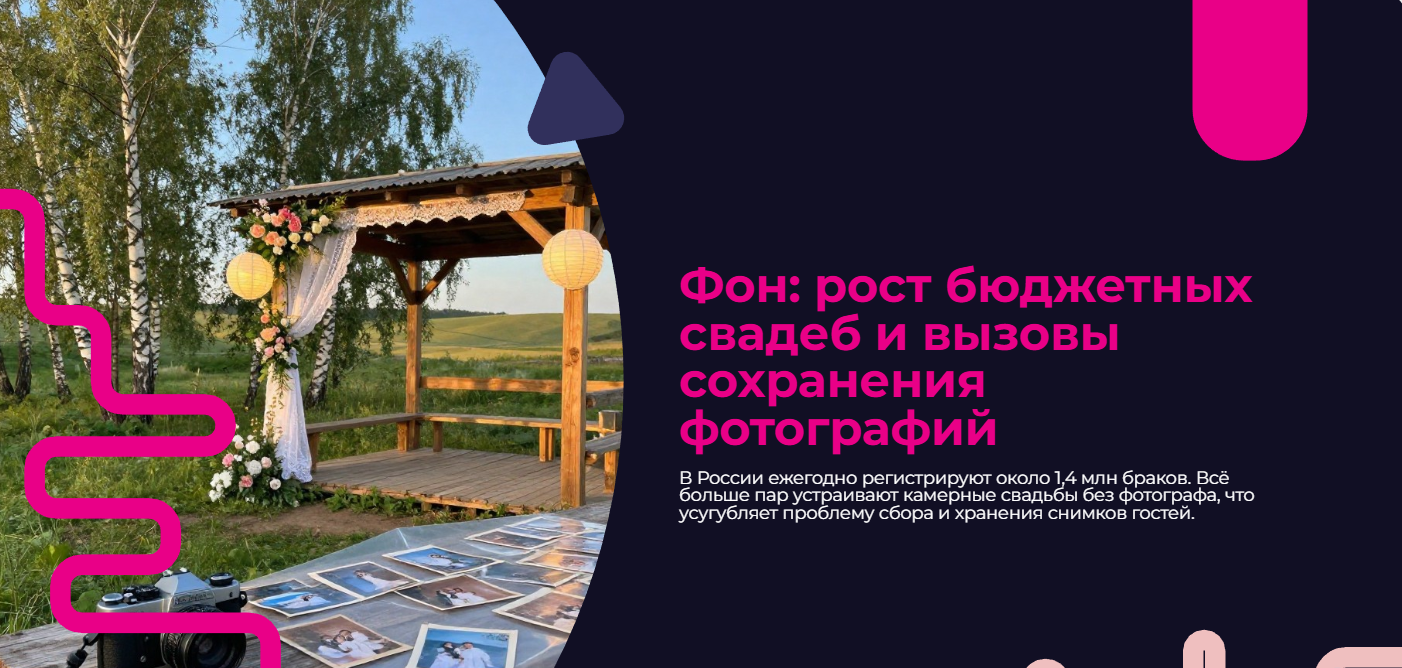 Фон: рост бюджетных
свадеб и вызовы
сохранения
фотографий
В России ежегодно регистрируют около 1,4 млн браков. Всё
больше пар устраивают камерные свадьбы без фотографа, что
усугубляет проблему сбора и хранения снимков гостей.